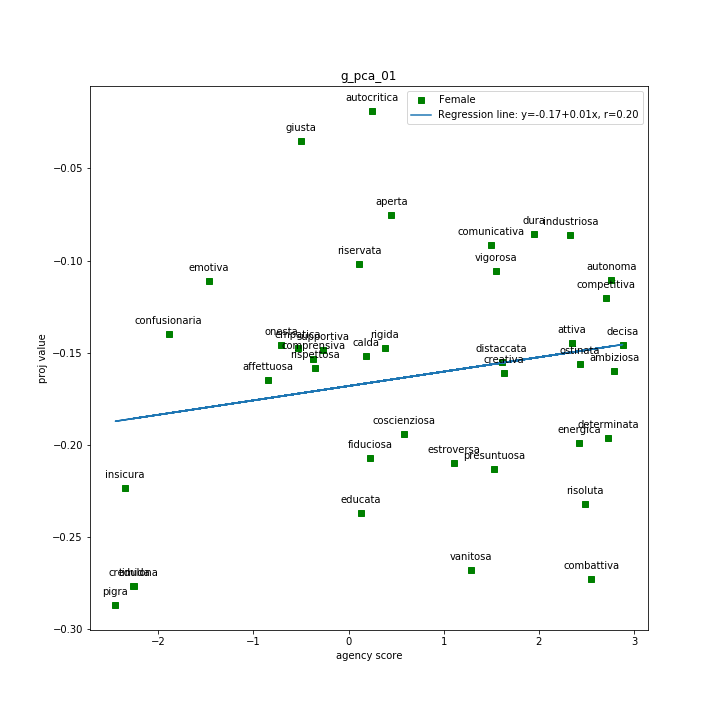 g_pca_01
Female
Regression line: y=-0.17+0.01x, r=0.20
autocritica
giusta
aperta
dura
industriosa
comunicativa
riservata
vigorosa
emotiva
autonoma
competitiva
confusionaria
onesta
empatica
supportiva
rigida
attiva
decisa
comprensiva
calda
distaccata
ostinata
rispettosa
creativa
ambiziosa
affettuosa
coscienziosa
determinata
energica
fiduciosa
estroversa
presuntuosa
insicura
risoluta
educata
vanitosa
combattiva
pigra
−0.05
−0.10
−0.15
−0.20
−0.25
−0.30
proj value
−2
−1
0
1
2
3
agency score